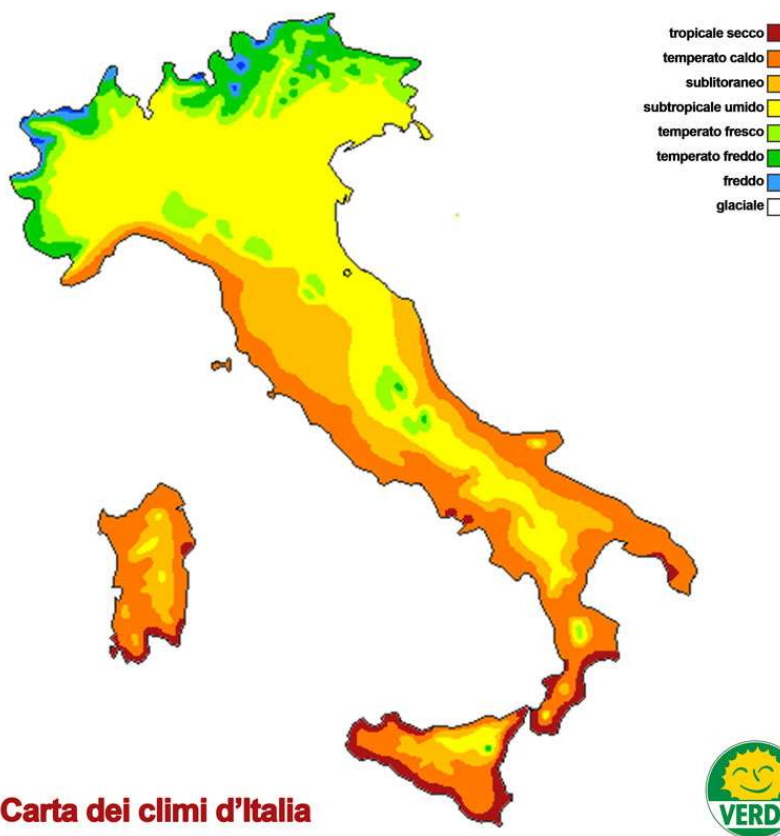 tropicale secco
temperato caldo
sublitoraneo
subtropicale umido
temperato fresco
temperato freddo
freddo
glaciale
Carta dei climi d'Italia
VERD